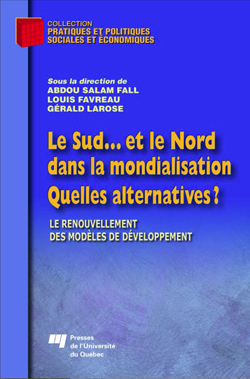 COLLECTION
PRATIQUES ET POLITIQUES
SOCIALES ET ÉCONOMIQUES
Sous la direction de
ABDOU SALAM FALL
LOUIS FAVREAU
GÉRALD LAROSE
Le Sud... et le Nord
dans la mondialisation
Quelles alternatives?
LE RENOUVELLEMENT
DES MODÈLES DE DÉVELOPPEMENT
Presses
de l'Université
du Québec